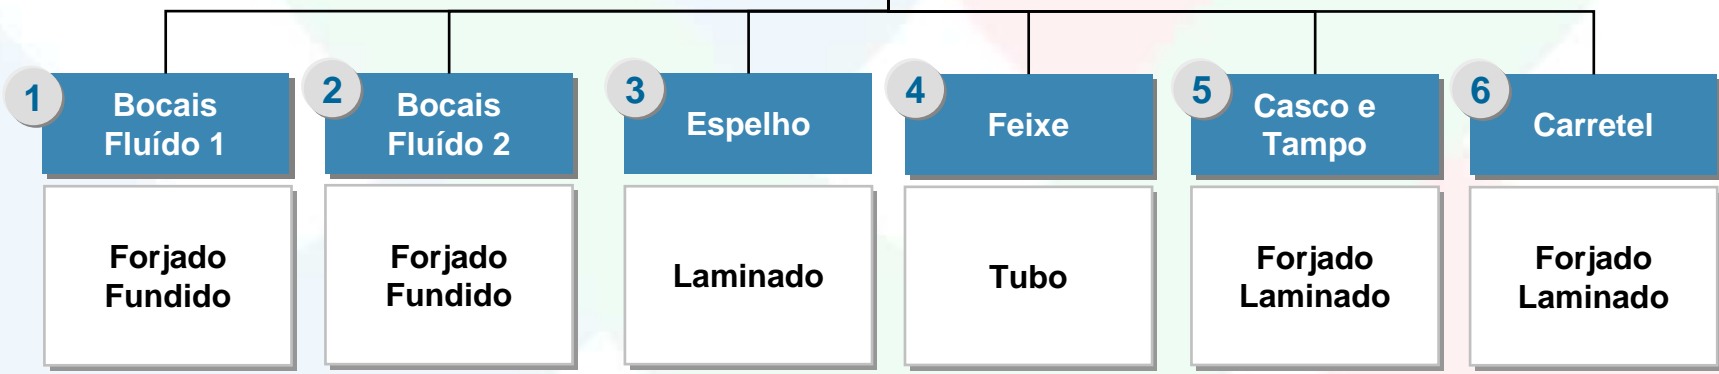 1
Bocais
Fluído 1
2
Bocais
Fluído 2
3
Espelho
4
Feixe
5
Casco e
Tampo
6
Carretel
Forjado
Fundido
Forjado
Fundido
Laminado
Tubo
Forjado
Laminado
Forjado
Laminado